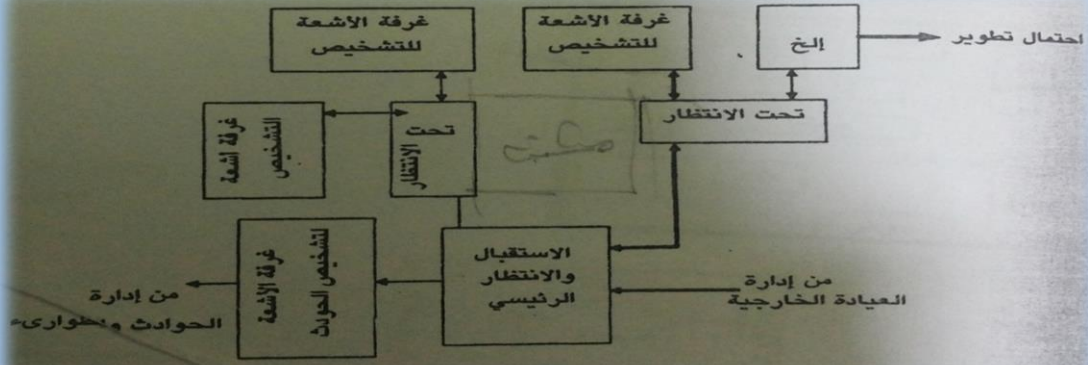 احتمال تطوير
إلخ
غرفة الأشعة
للتشخيص
غرفة الأشعة
للتشخيص
تحت الانتظار
تحت
الانتظار
غرفة أشعة
التشخيص
الاستقبال
والانتظار
الرئيسي
غرفة الأشعة
لتشخيص الحوادث
من إدارة
العيادة الخارجية
من إدارة
الحوادث والطوارىء